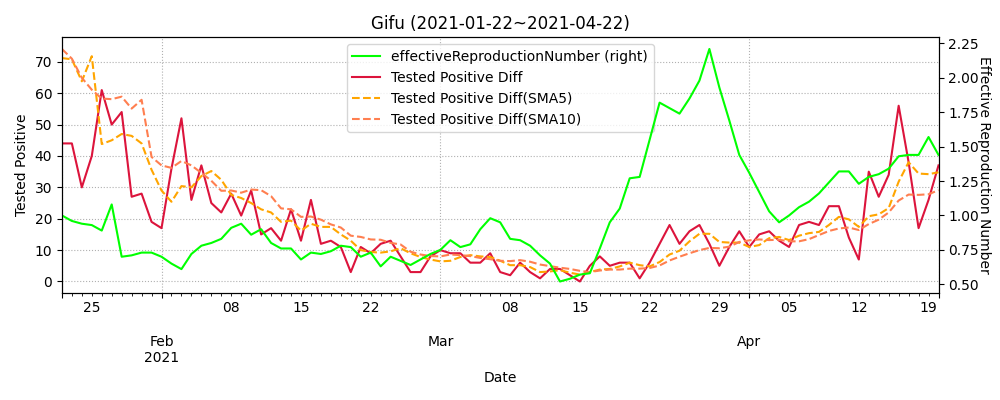 Gifu (2021-01-22~2021-04-22)
effectiveReproductionNumber (right)
Tested Positive Diff
Tested Positive Diff(SMA5)
Tested Positive Diff(SMA10)
Tested Positive
70
60
50
40
30
20
10
0
Effective Reproduction Number
2.25
2.00
1.75
1.50
1.25
1.00
0.75
0.50
25 08 15 22 08 15 22 29 05 12 19
Feb Mar Apr
2021
Date